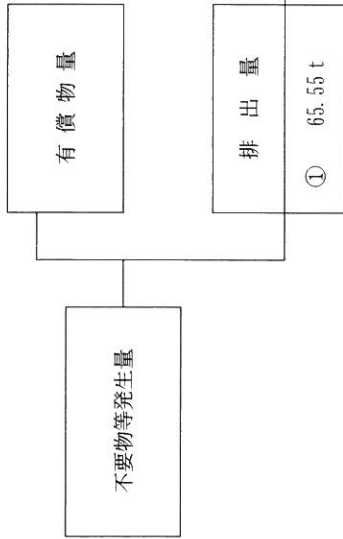 不要物等発生量
有償物量
排出量
① 65.55 t